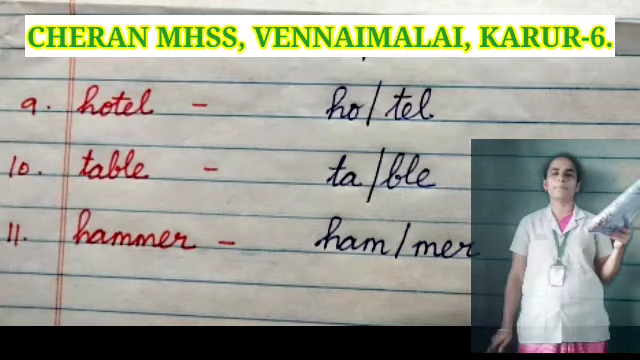 CHERAN MHSS, VENNAIMALAI, KARUR-6.
9. hotel - ho/tel
10. table - ta/ble
11. hammer - ham/mer